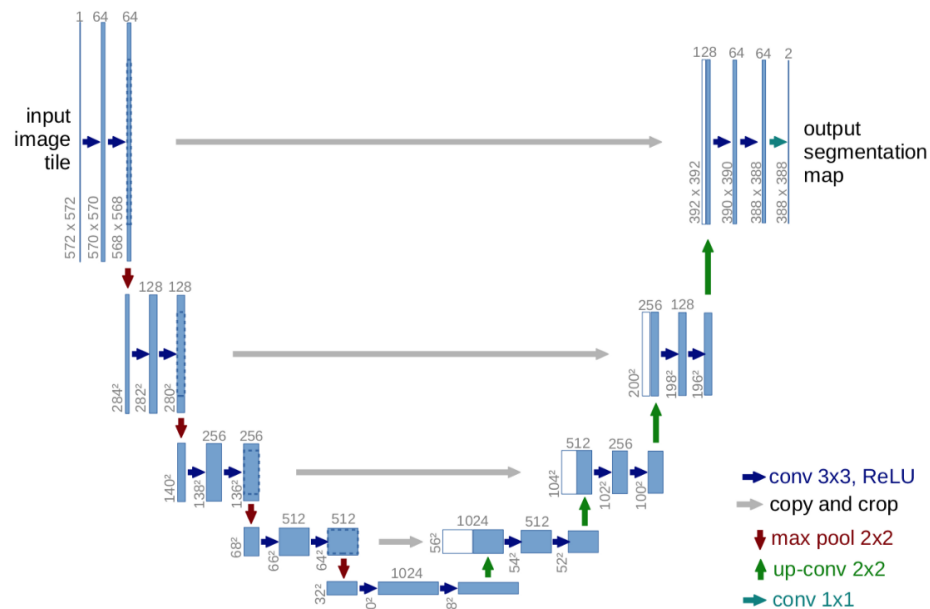 1 64 64
128 64 64 2
input
image
tile
output
segmentation
map
572 x 572
570 x 570
568 x 568
392 x 392
390 x 390
388 x 388
388 x 388
128 128
256 128
284²
282²
280²
200²
198²
196²
256 256
512 256
140²
138²
136²
104²
102²
100²
512 512
1024 512
68²
66²
64²
56²
54²
52²
1024
32²
0²
8²
conv 3x3, ReLU
copy and crop
max pool 2x2
up-conv 2x2
conv 1x1